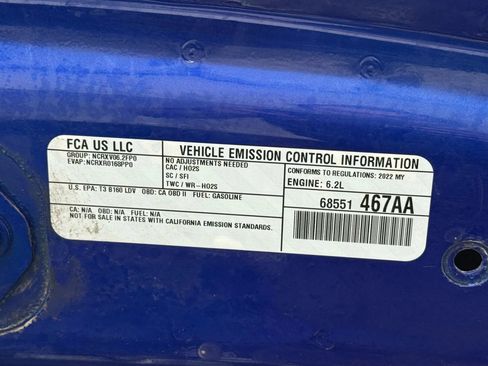 FCA US LLC
GROUP: NCRXV06.2FP0
EVAP: NCRXR0168PP0
VEHICLE EMISSION CONTROL INFORMATION
NO ADJUSTMENTS NEEDED
CAC / HO2S
SC / SFI
TWC / WR-HO2S
CONFORMS TO REGULATIONS: 2022 MY
ENGINE: 6.2L
U.S. EPA: T3 B160 LDV OBD: CA OBD II FUEL: GASOLINE
CA: N/A OBD: N/A FUEL: N/A
NOT FOR SALE IN STATES WITH CALIFORNIA EMISSION STANDARDS.
68551 467AA